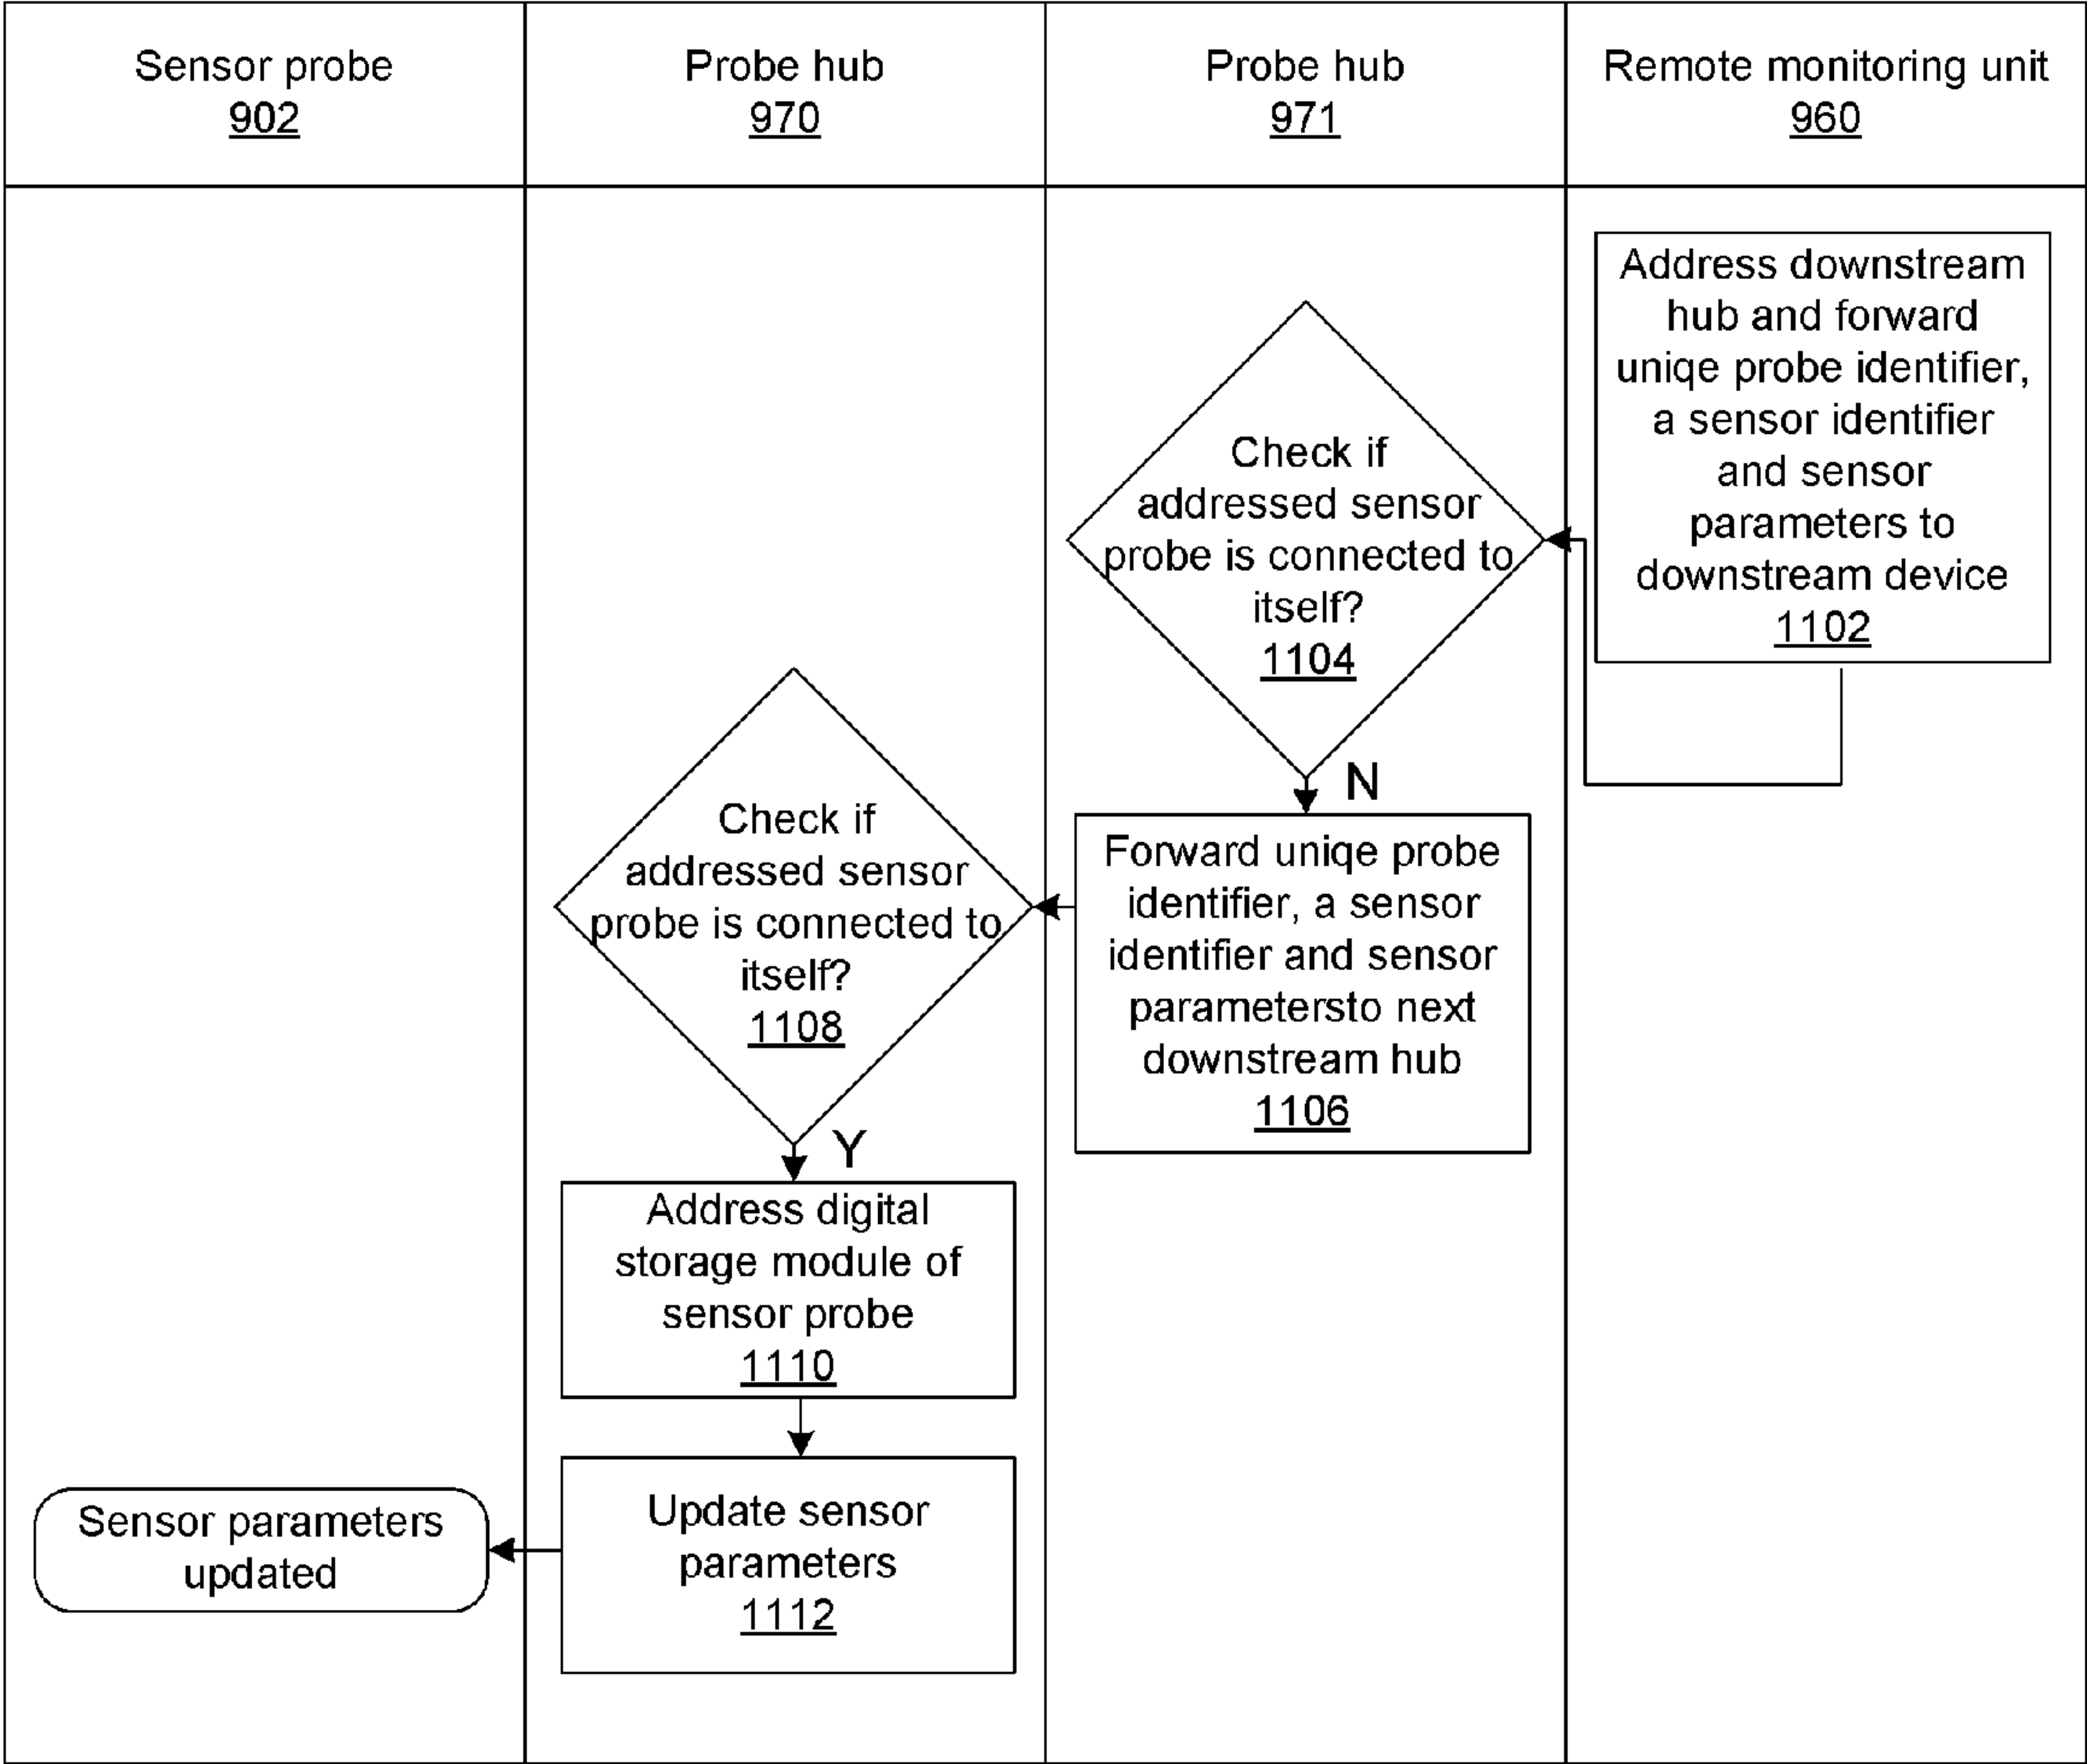 Sensor probe
902
Probe hub
970
Probe hub
971
Remote monitoring unit
960
Address downstream
hub and forward
uniqe probe identifier,
a sensor identifier
and sensor
parameters to
downstream device
1102
Check if
addressed sensor
probe is connected to
itself?
1104
N
Forward uniqe probe
identifier, a sensor
identifier and sensor
parametersto next
downstream hub
1106
Check if
addressed sensor
probe is connected to
itself?
1108
Y
Address digital
storage module of
sensor probe
1110
Update sensor
parameters
1112
Sensor parameters
updated